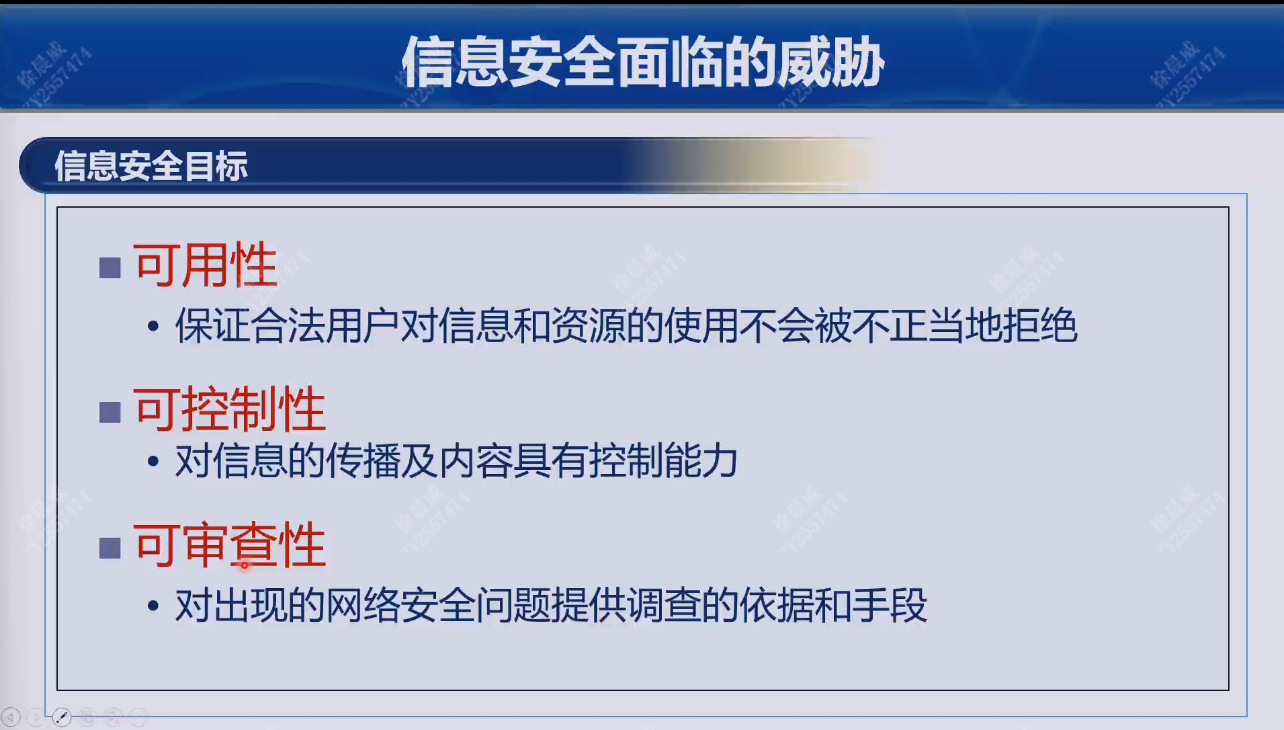 信息安全面临的威胁
信息安全目标
可用性
保证合法用户对信息和资源的使用不会被不正当地拒绝
可控制性
对信息的传播及内容具有控制能力
可审查性
对出现的网络安全问题提供调查的依据和手段
徐晨威
ZY2557474